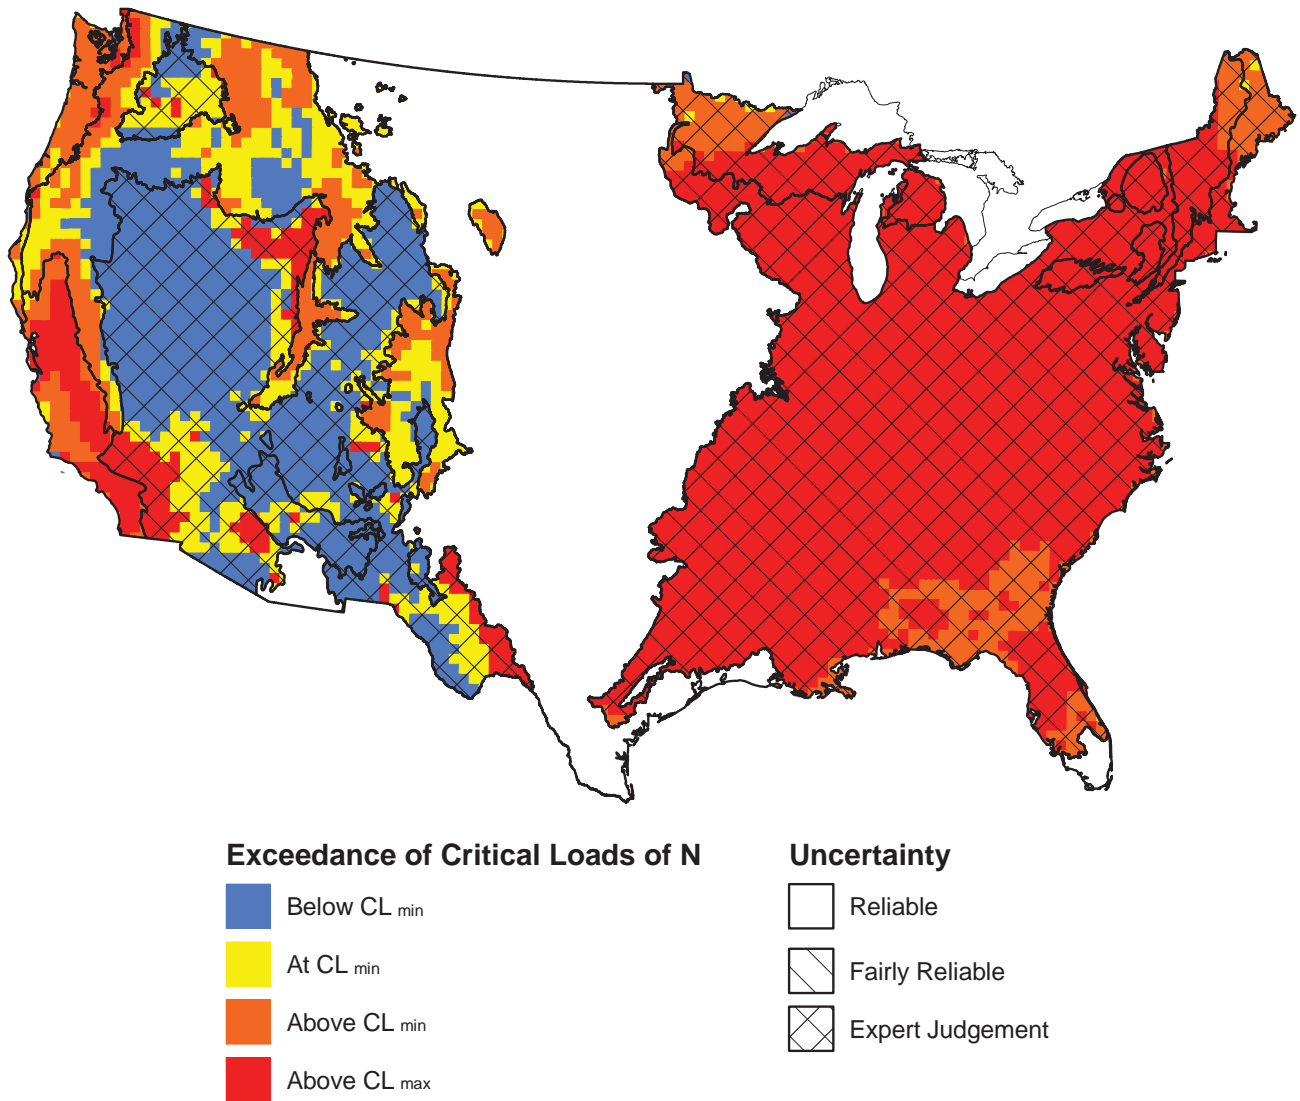 Exceedance of Critical Loads of N
Below CL min
At CL min
Above CL min
Above CL max
Uncertainty
Reliable
Fairly Reliable
Expert Judgement